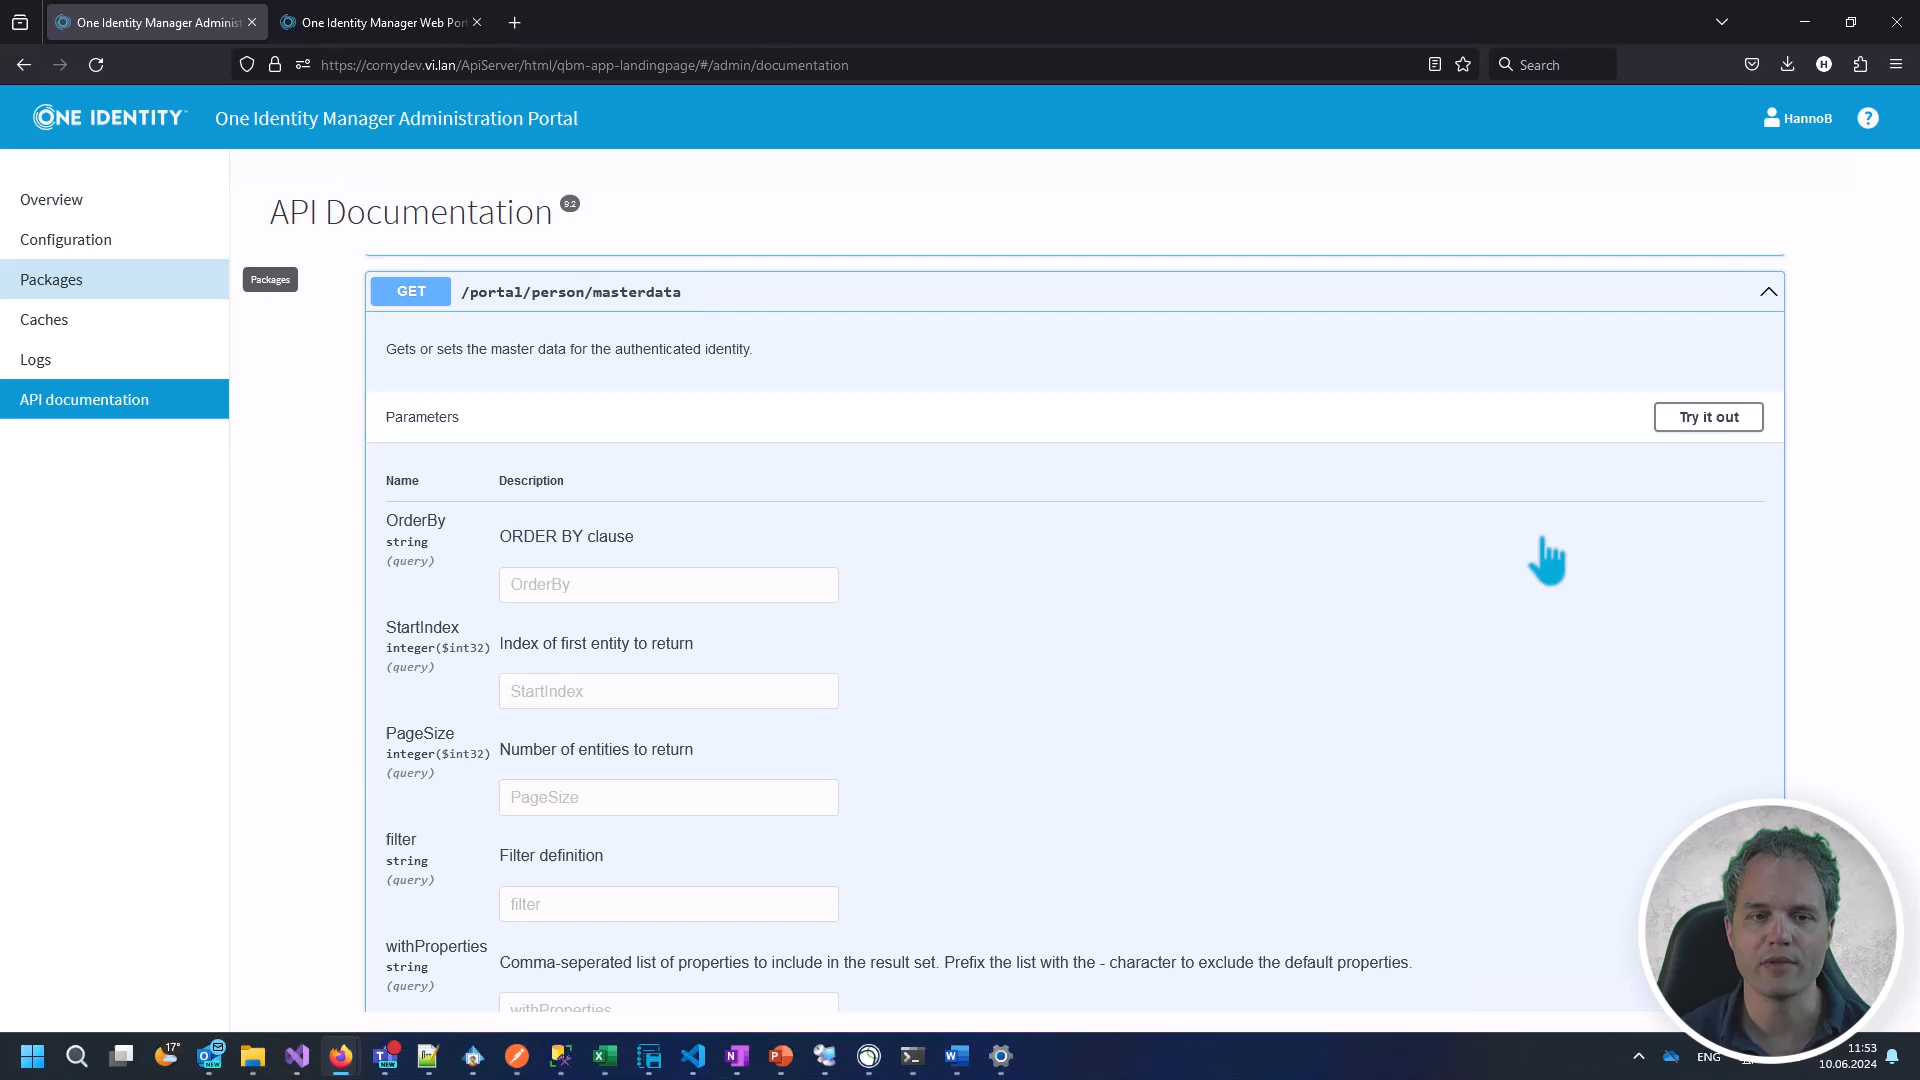 One Identity Manager Administ
One Identity Manager Web Por
https://cornydev.vi.lan/ApiServer/html/qbm-app-landingpage/#/admin/documentation
Search
ONE IDENTITY
One Identity Manager Administration Portal
HannoB
Overview
Configuration
Packages
Caches
Logs
API documentation
Packages
API Documentation 9.2
GET /portal/person/masterdata
Gets or sets the master data for the authenticated identity.
Parameters
Try it out
Name Description
OrderBy
string
(query)
ORDER BY clause
OrderBy
StartIndex
integer($int32)
(query)
Index of first entity to return
StartIndex
PageSize
integer($int32)
(query)
Number of entities to return
PageSize
filter
string
(query)
Filter definition
filter
withProperties
string
(query)
Comma-seperated list of properties to include in the result set. Prefix the list with the - character to exclude the default properties.
withProperties
17°
NEW
NEW
ENG
11:53
10.06.2024